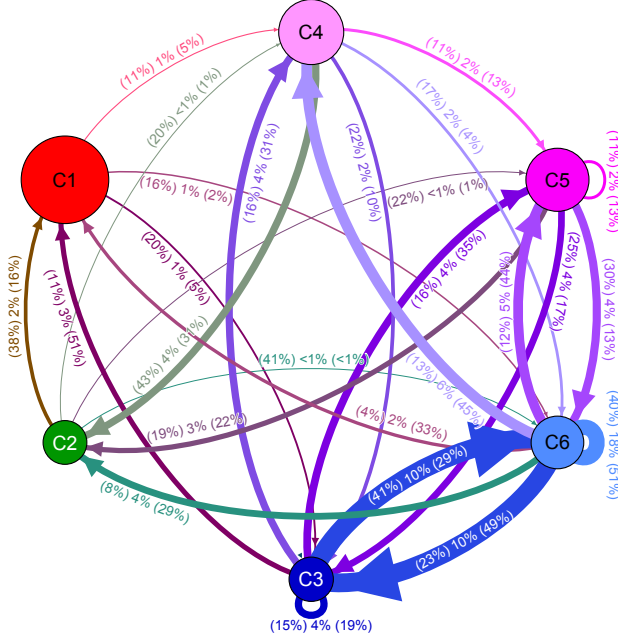 C4
(11%) 1% (5%)
(11%) 2% (13%)
(20%) <1% (1%)
(17%) 2% (4%)
(16%) 4% (31%)
(22%) 2% (10%)
C1
C5
(11%) 2% (13%)
(16%) 1% (2%)
(22%) <1% (1%)
(20%) 1% (5%)
(16%) 4% (35%)
(25%) 4% (17%)
(30%) 4% (13%)
(12%) 5% (44%)
(38%) 2% (16%)
(11%) 3% (51%)
(43%) 4% (31%)
(41%) <1% (<1%)
(13%) 6% (45%)
(4%) 2% (33%)
(19%) 3% (22%)
C2
C6
(40%) 18% (51%)
(8%) 4% (29%)
(41%) 10% (29%)
(23%) 10% (49%)
C3
(15%) 4% (19%)